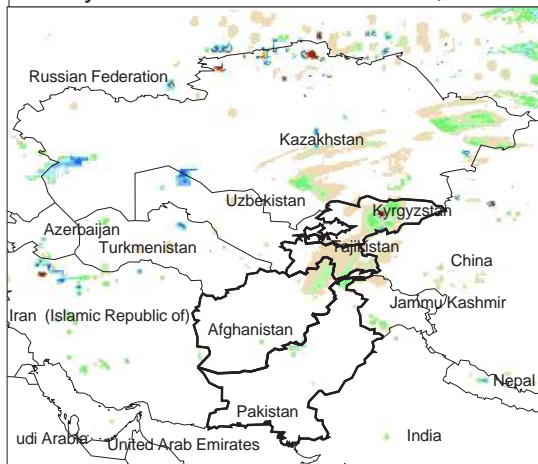 Russian Federation
Kazakhstan
Uzbekistan
Kyrgyzstan
Azerbaijan
Turkmenistan
Tajikistan
China
Jammu/Kashmir
Iran (Islamic Republic of)
Afghanistan
Nepal
Pakistan
udi Arabia
United Arab Emirates
India